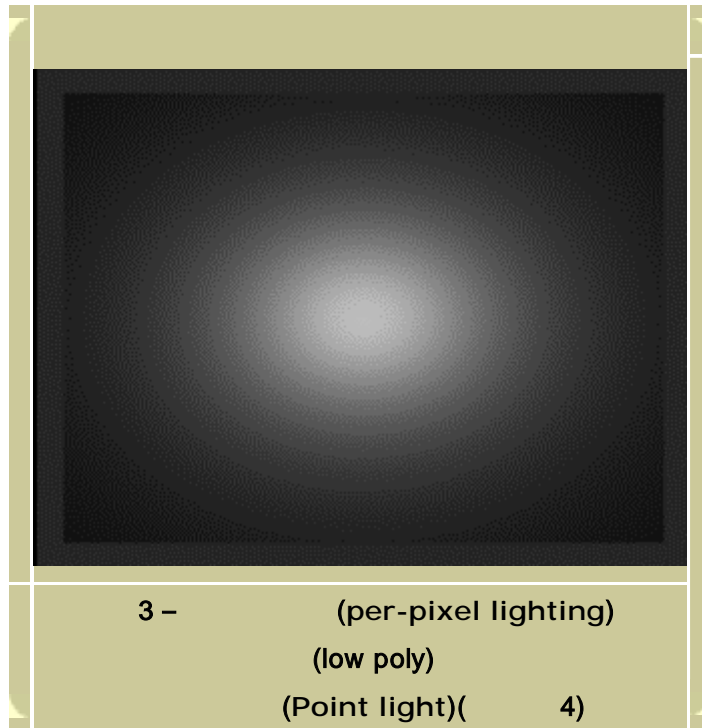 3 – (per-pixel lighting)
(low poly)
(Point light)( 4)